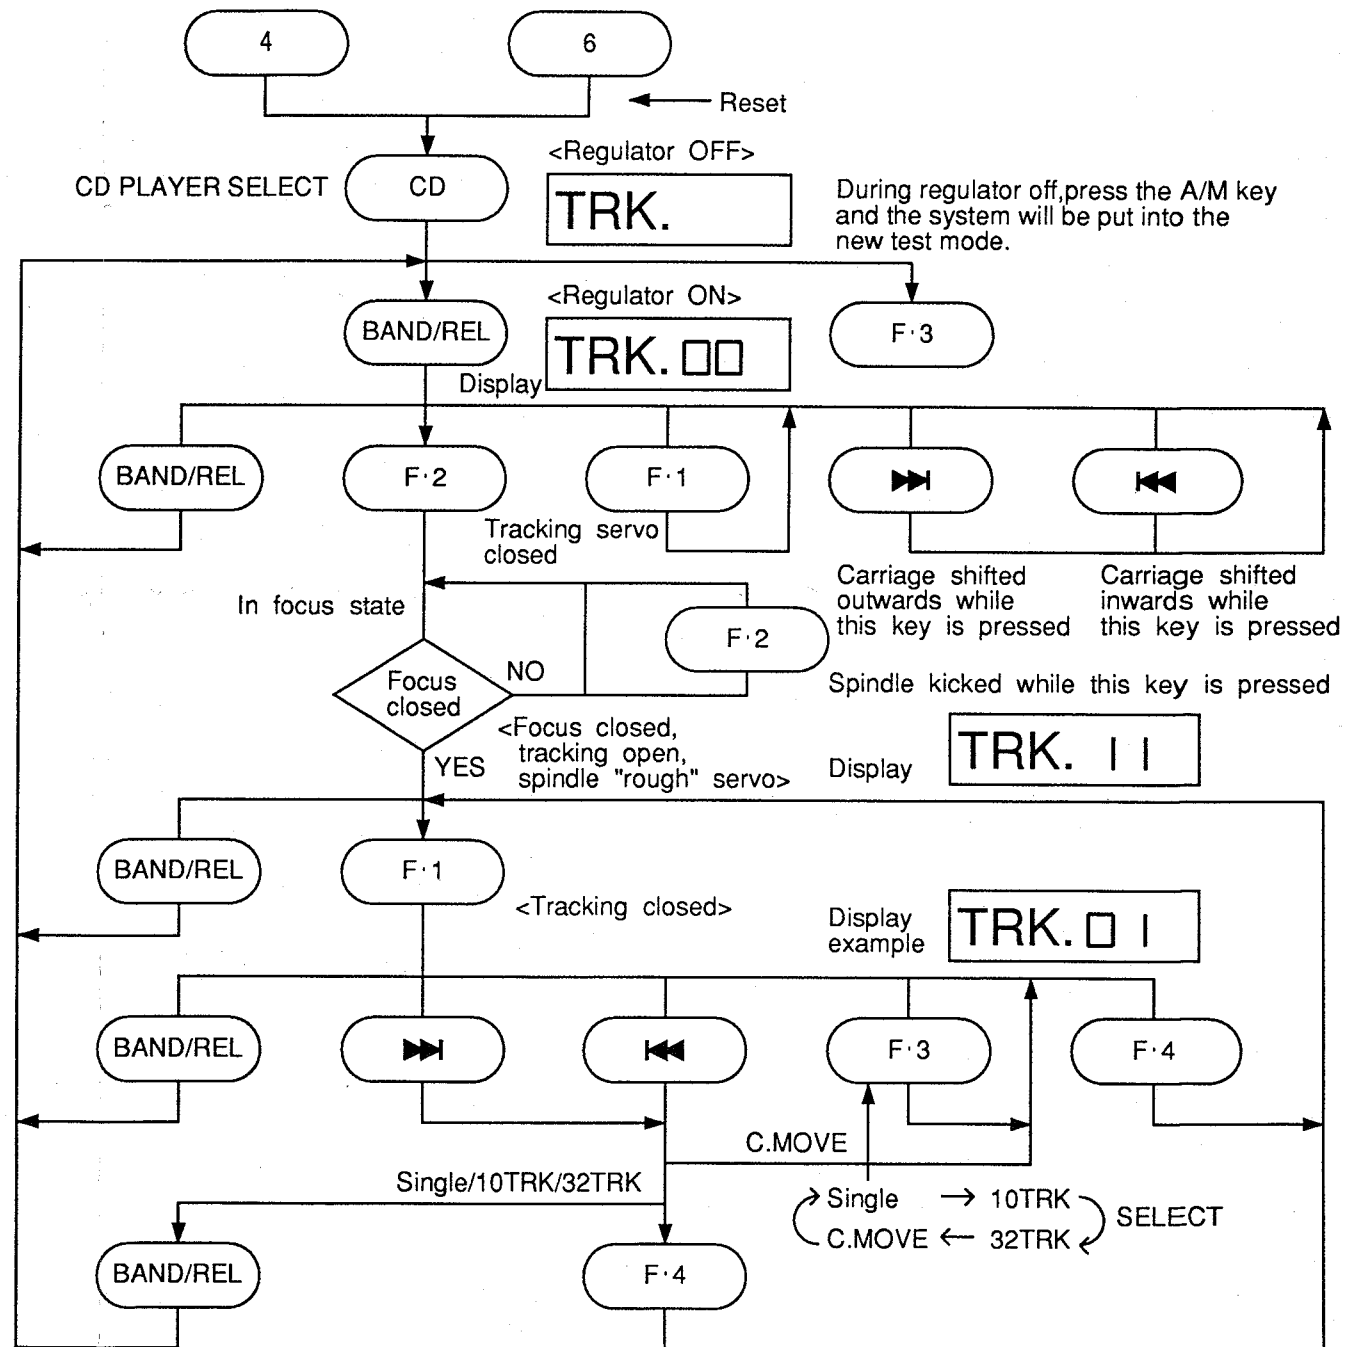 4
6
Reset
<Regulator OFF>
CD PLAYER SELECT
CD
TRK.
During regulator off,press the A/M key
and the system will be put into the
new test mode.
<Regulator ON>
BAND/REL
TRK. 00
F·3
Display
BAND/REL
F·2
F·1
Tracking servo
closed
Carriage shifted
outwards while
this key is pressed
Carriage shifted
inwards while
this key is pressed
In focus state
F·2
Focus
closed
NO
Spindle kicked while this key is pressed
<Focus closed,
tracking open,
spindle "rough" servo>
YES
Display
TRK. 11
BAND/REL
F·1
<Tracking closed>
Display
example
TRK. 01
BAND/REL
F·3
F·4
C.MOVE
Single/10TRK/32TRK
Single → 10TRK
C.MOVE ← 32TRK
SELECT
BAND/REL
F·4